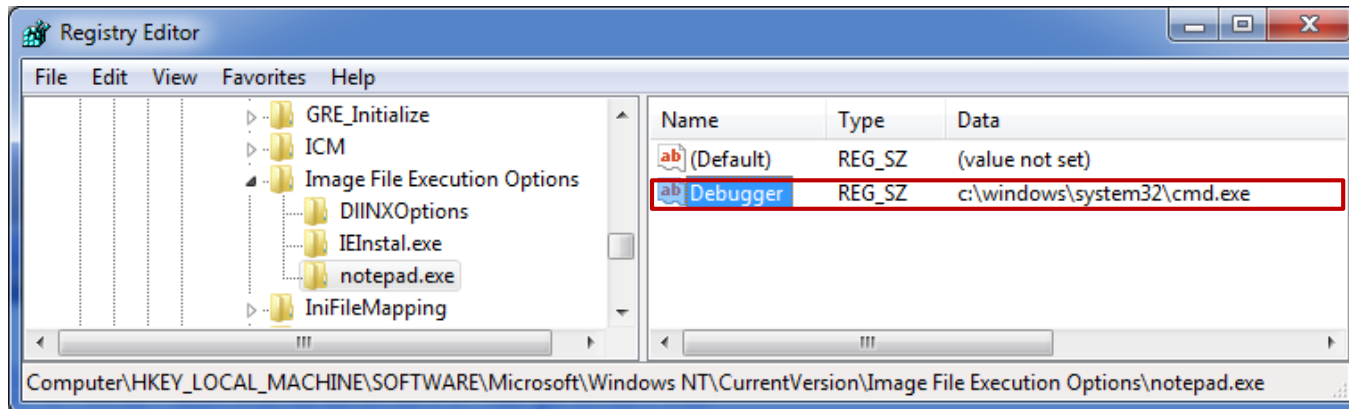 Registry Editor
File Edit View Favorites Help
GRE_Initialize
ICM
Image File Execution Options
DllNXOptions
IEInstal.exe
notepad.exe
IniFileMapping
Name Type Data
(Default) REG_SZ (value not set)
Debugger REG_SZ c:\windows\system32\cmd.exe
Computer\HKEY_LOCAL_MACHINE\SOFTWARE\Microsoft\Windows NT\CurrentVersion\Image File Execution Options\notepad.exe